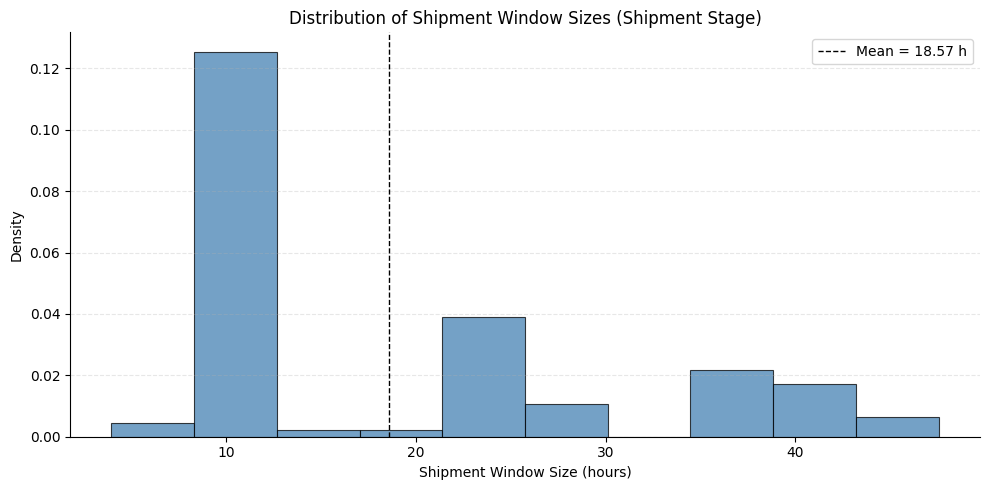 Distribution of Shipment Window Sizes (Shipment Stage)
Mean = 18.57 h
Density
0.12
0.10
0.08
0.06
0.04
0.02
0.00
10
20
30
40
Shipment Window Size (hours)